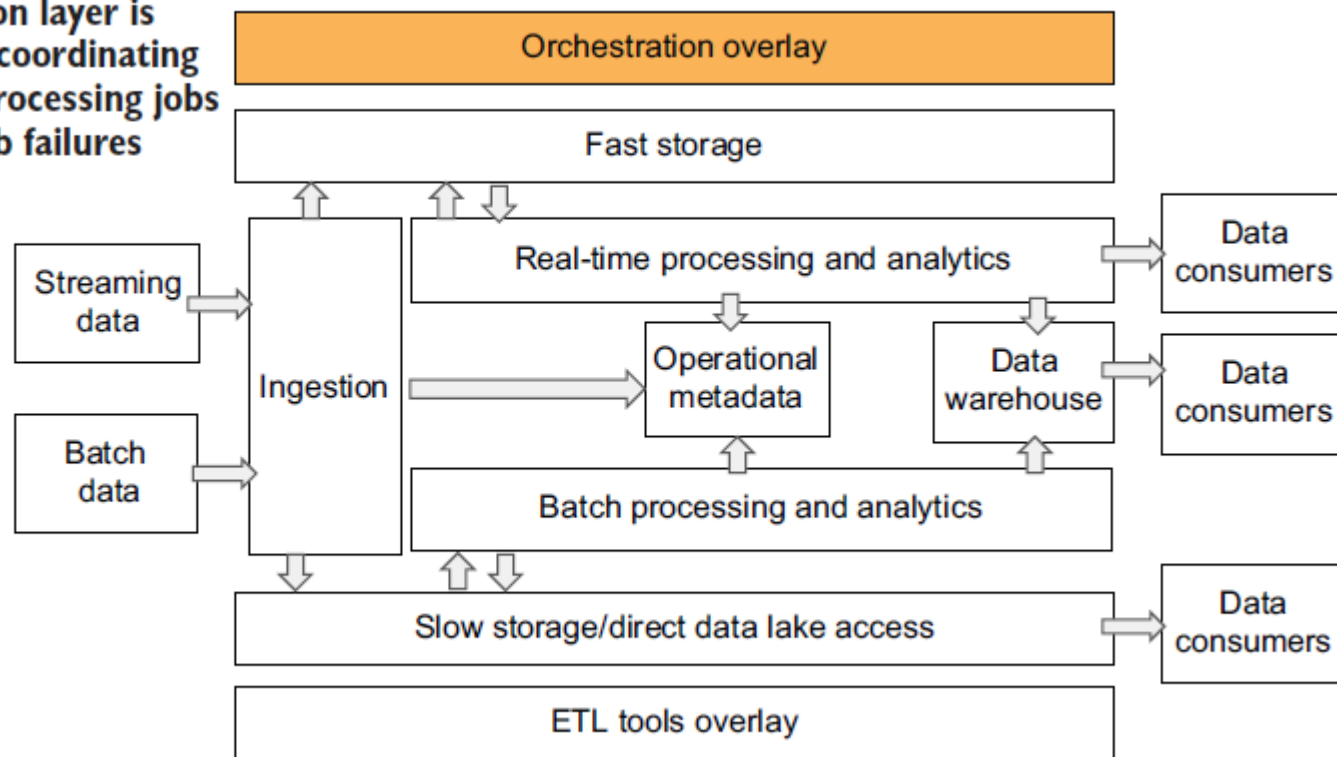 on layer is
coordinating
rocessing jobs
b failures
Orchestration overlay
Fast storage
Streaming
data
Batch
data
Ingestion
Real-time processing and analytics
Operational
metadata
Data
warehouse
Batch processing and analytics
Slow storage/direct data lake access
ETL tools overlay
Data
consumers
Data
consumers
Data
consumers